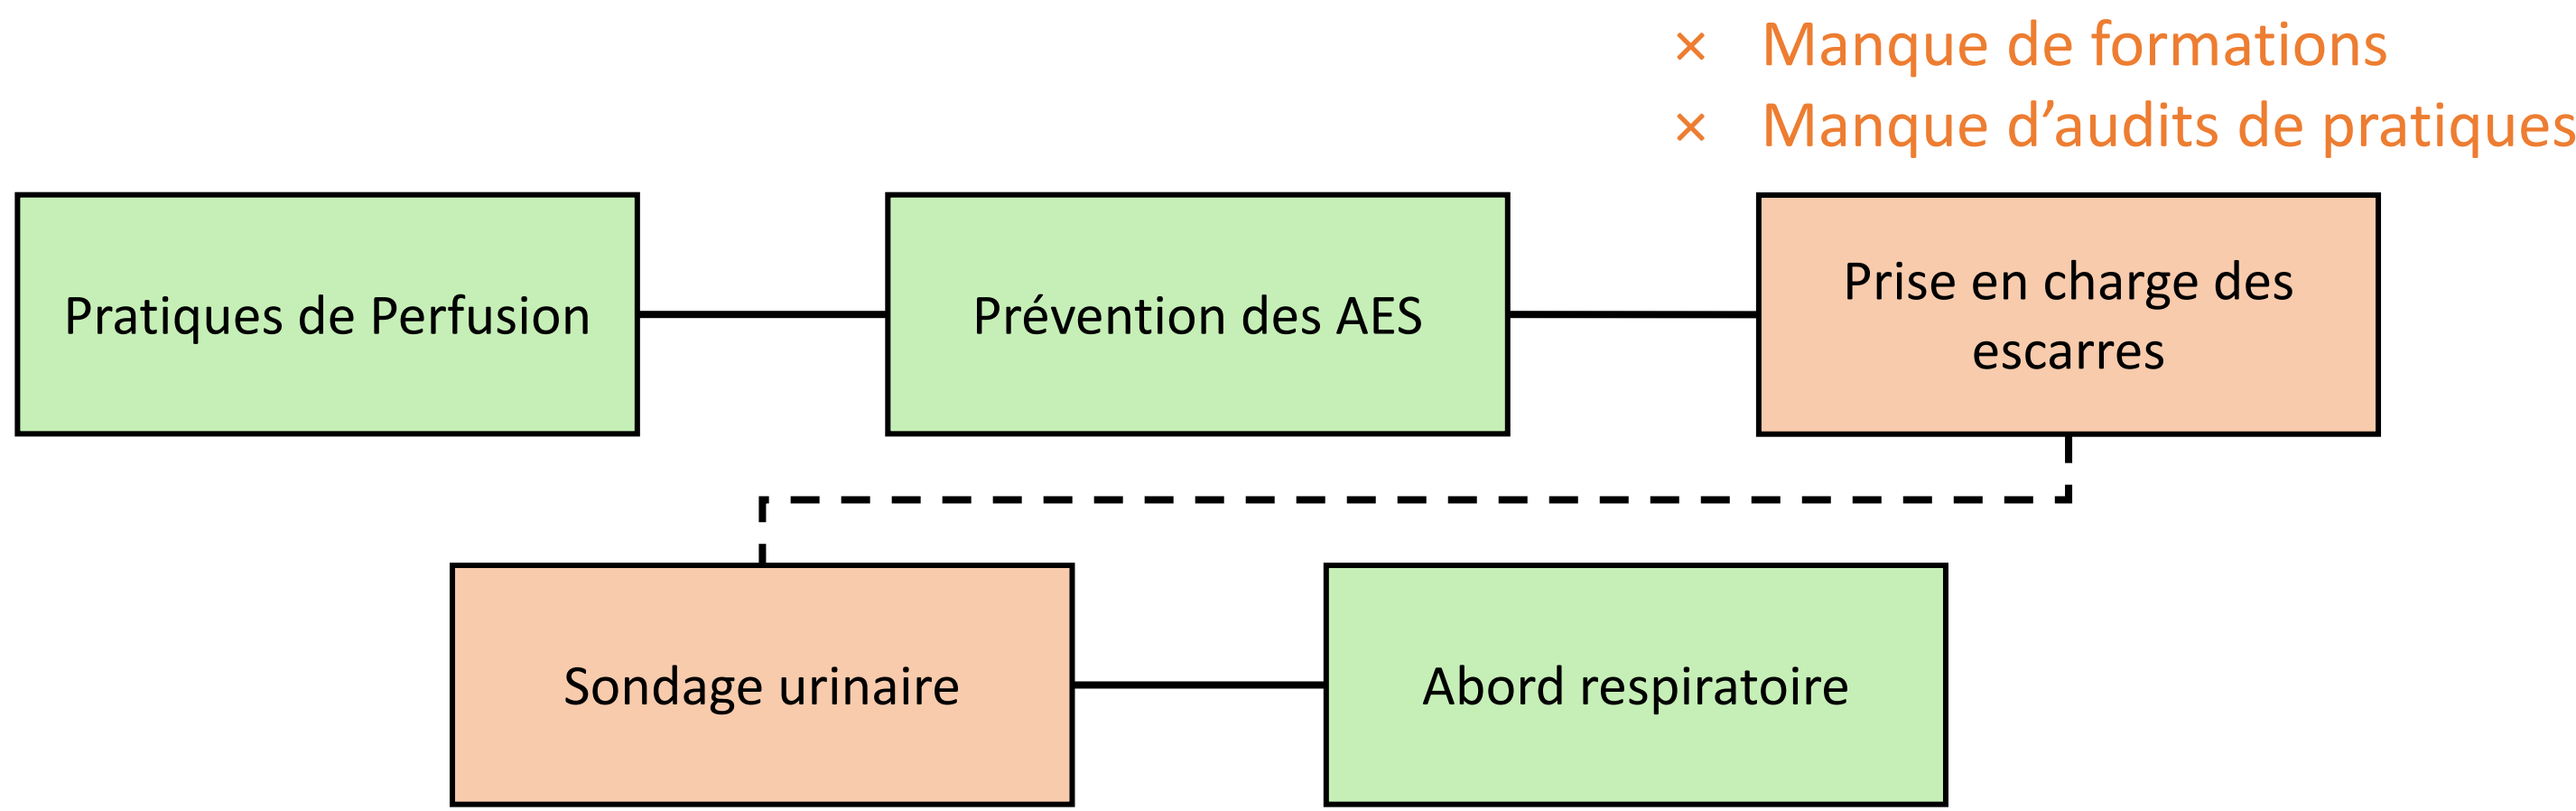 × Manque de formations
× Manque d’audits de pratiques
Pratiques de Perfusion
Prévention des AES
Prise en charge des
escarres
Sondage urinaire
Abord respiratoire